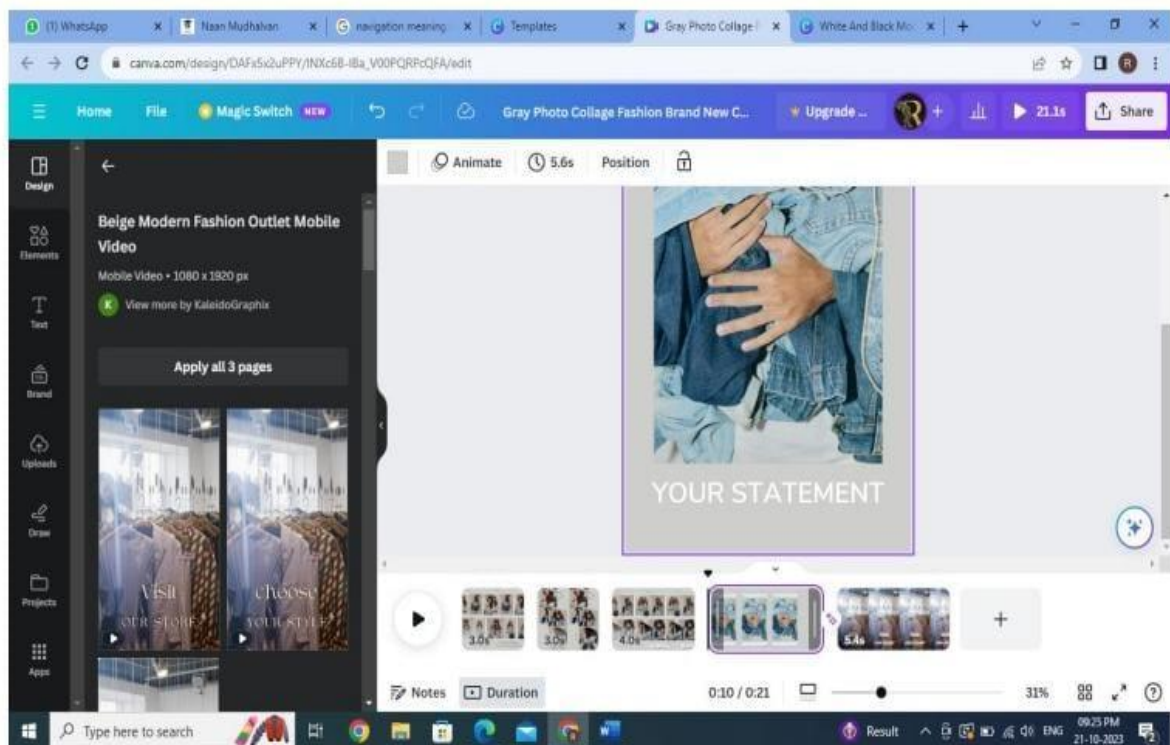 (1) WhatsApp
Naan Mudhalvan
navigation meaning
Templates
Gray Photo Collage
White And Black Mo
canva.com/design/DAFx5x2uPPY/
/edit
Home
File
Magic Switch NEW
Gray Photo Collage Fashion Brand New C...
Upgrade ...
21.1s
Share
Design
Elements
Text
Brand
Uploads
Draw
Projects
Apps
Beige Modern Fashion Outlet Mobile
Video
Mobile Video • 1080 x 1920 px
K
View more by KaleidoGraphix
Apply all 3 pages
Visit
OUR STORE
choose
YOUR STYLE
Animate
5.6s
Position
YOUR STATEMENT
3.0s
3.0s
4.0s
5.4s
Notes
Duration
0:10 / 0:21
31%
Type here to search
Result
ENG
09:25 PM
21-10-2023